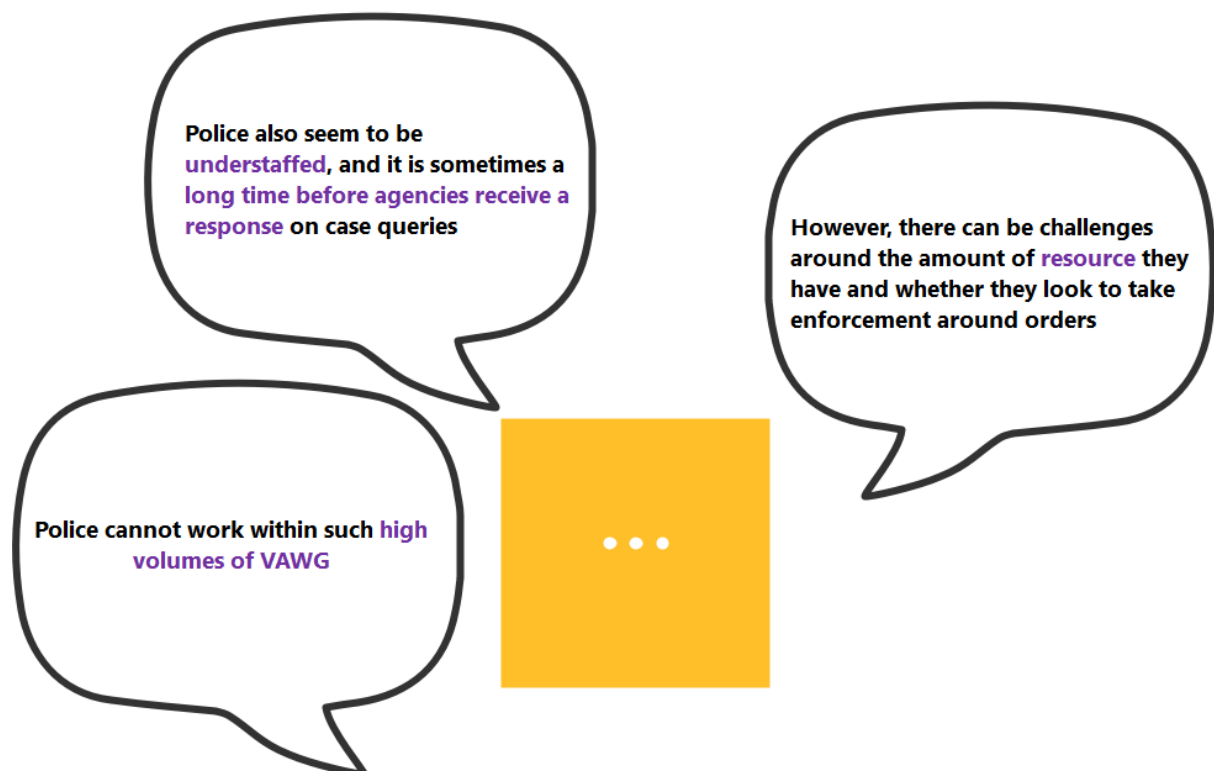 Police also seem to be
understaffed, and it is sometimes a
long time before agencies receive a
response on case queries
However, there can be challenges
around the amount of resource they
have and whether they look to take
enforcement around orders
Police cannot work within such high
volumes of VAWG